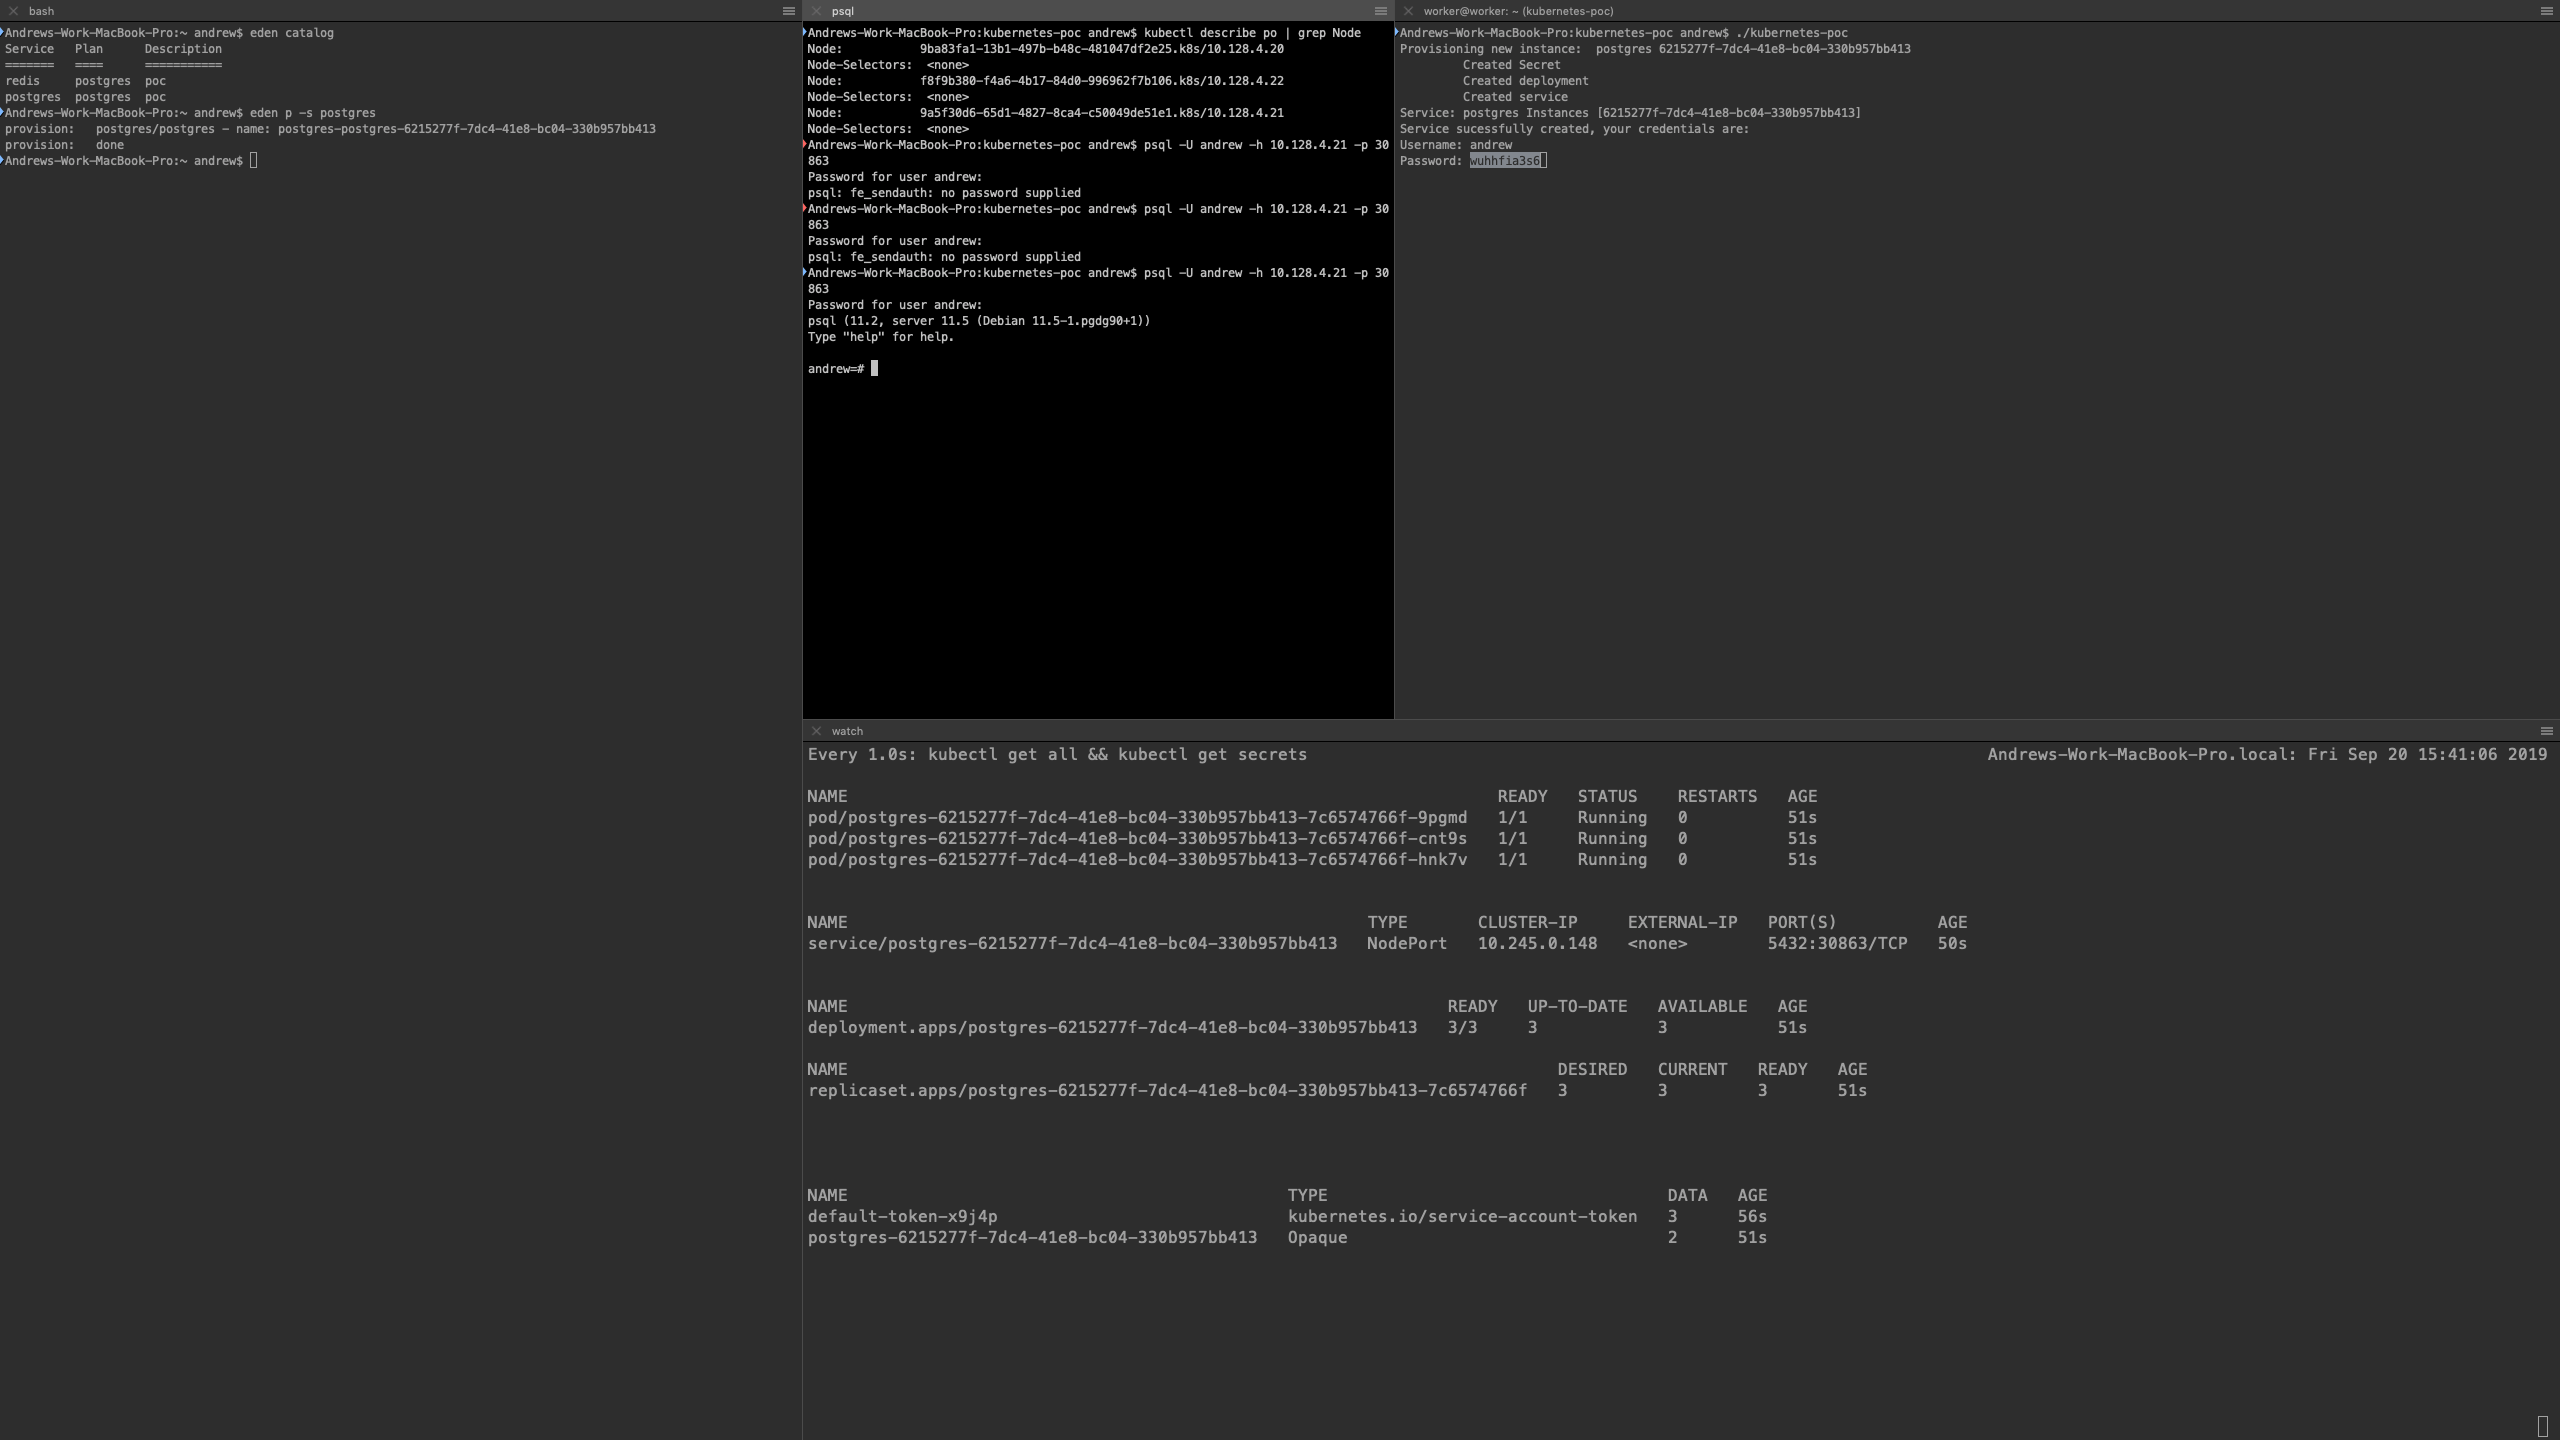 bash
Andrews-Work-MacBook-Pro:~ andrew$ eden catalog
Service   Plan      Description
=======   ====      ===========
redis     postgres  poc
postgres  postgres  poc
Andrews-Work-MacBook-Pro:~ andrew$ eden p -s postgres
provision:   postgres/postgres - name: postgres-postgres-6215277f-7dc4-41e8-bc04-330b957bb413
provision:   done
Andrews-Work-MacBook-Pro:~ andrew$
psql
Andrews-Work-MacBook-Pro:kubernetes-poc andrew$ kubectl describe po | grep Node
Node:           9ba83fa1-13b1-497b-b48c-481047df2e25.k8s/10.128.4.20
Node-Selectors:  <none>
Node:           f8f9b380-f4a6-4b17-84d0-996962f7b106.k8s/10.128.4.22
Node-Selectors:  <none>
Node:           9a5f30d6-65d1-4827-8ca4-c50049de51e1.k8s/10.128.4.21
Node-Selectors:  <none>
Andrews-Work-MacBook-Pro:kubernetes-poc andrew$ psql -U andrew -h 10.128.4.21 -p 30
863
Password for user andrew:
psql: fe_sendauth: no password supplied
Andrews-Work-MacBook-Pro:kubernetes-poc andrew$ psql -U andrew -h 10.128.4.21 -p 30
863
Password for user andrew:
psql: fe_sendauth: no password supplied
Andrews-Work-MacBook-Pro:kubernetes-poc andrew$ psql -U andrew -h 10.128.4.21 -p 30
863
Password for user andrew:
psql (11.2, server 11.5 (Debian 11.5-1.pgdg90+1))
Type "help" for help.
andrew=#
worker@worker: ~ (kubernetes-poc)
Andrews-Work-MacBook-Pro:kubernetes-poc andrew$ ./kubernetes-poc
Provisioning new instance:  postgres 6215277f-7dc4-41e8-bc04-330b957bb413
Created Secret
Created deployment
Created service
Service: postgres Instances [6215277f-7dc4-41e8-bc04-330b957bb413]
Service sucessfully created, your credentials are:
Username: andrew
Password: wuhhfia3s6
watch
Every 1.0s: kubectl get all && kubectl get secrets   Andrews-Work-MacBook-Pro.local: Fri Sep 20 15:41:06 2019
NAME   READY   STATUS   RESTARTS   AGE
pod/postgres-6215277f-7dc4-41e8-bc04-330b957bb413-7c6574766f-9pgmd   1/1   Running   0   51s
pod/postgres-6215277f-7dc4-41e8-bc04-330b957bb413-7c6574766f-cnt9s   1/1   Running   0   51s
pod/postgres-6215277f-7dc4-41e8-bc04-330b957bb413-7c6574766f-hnk7v   1/1   Running   0   51s
NAME   TYPE   CLUSTER-IP   EXTERNAL-IP   PORT(S)   AGE
service/postgres-6215277f-7dc4-41e8-bc04-330b957bb413   NodePort   10.245.0.148   <none>   5432:30863/TCP   50s
NAME   READY   UP-TO-DATE   AVAILABLE   AGE
deployment.apps/postgres-6215277f-7dc4-41e8-bc04-330b957bb413   3/3   3   3   51s
NAME   DESIRED   CURRENT   READY   AGE
replicaset.apps/postgres-6215277f-7dc4-41e8-bc04-330b957bb413-7c6574766f   3   3   3   51s
NAME   TYPE   DATA   AGE
default-token-x9j4p   kubernetes.io/service-account-token   3   56s
postgres-6215277f-7dc4-41e8-bc04-330b957bb413   Opaque   2   51s